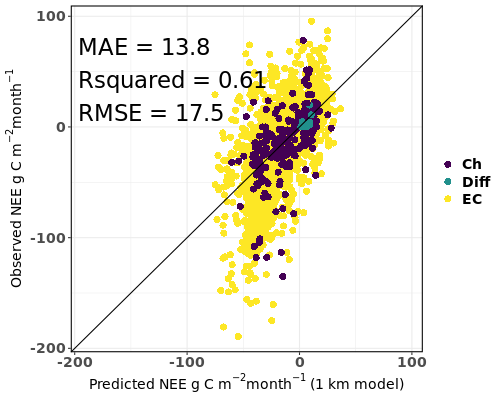 MAE = 13.8
Rsquared = 0.61
RMSE = 17.5
100
0
-100
-200
-200 -100 0 100
Observed NEE g C m⁻²month⁻¹
Predicted NEE g C m⁻²month⁻¹ (1 km model)
Ch
Diff
EC